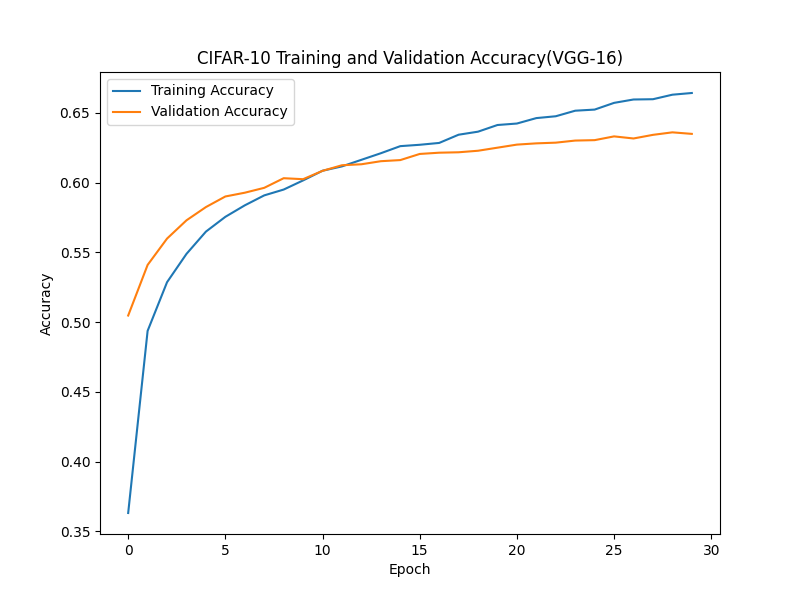 CIFAR-10 Training and Validation Accuracy(VGG-16)
Training Accuracy
Validation Accuracy
Accuracy
0.65
0.60
0.55
0.50
0.45
0.40
0.35
0 5 10 15 20 25 30
Epoch